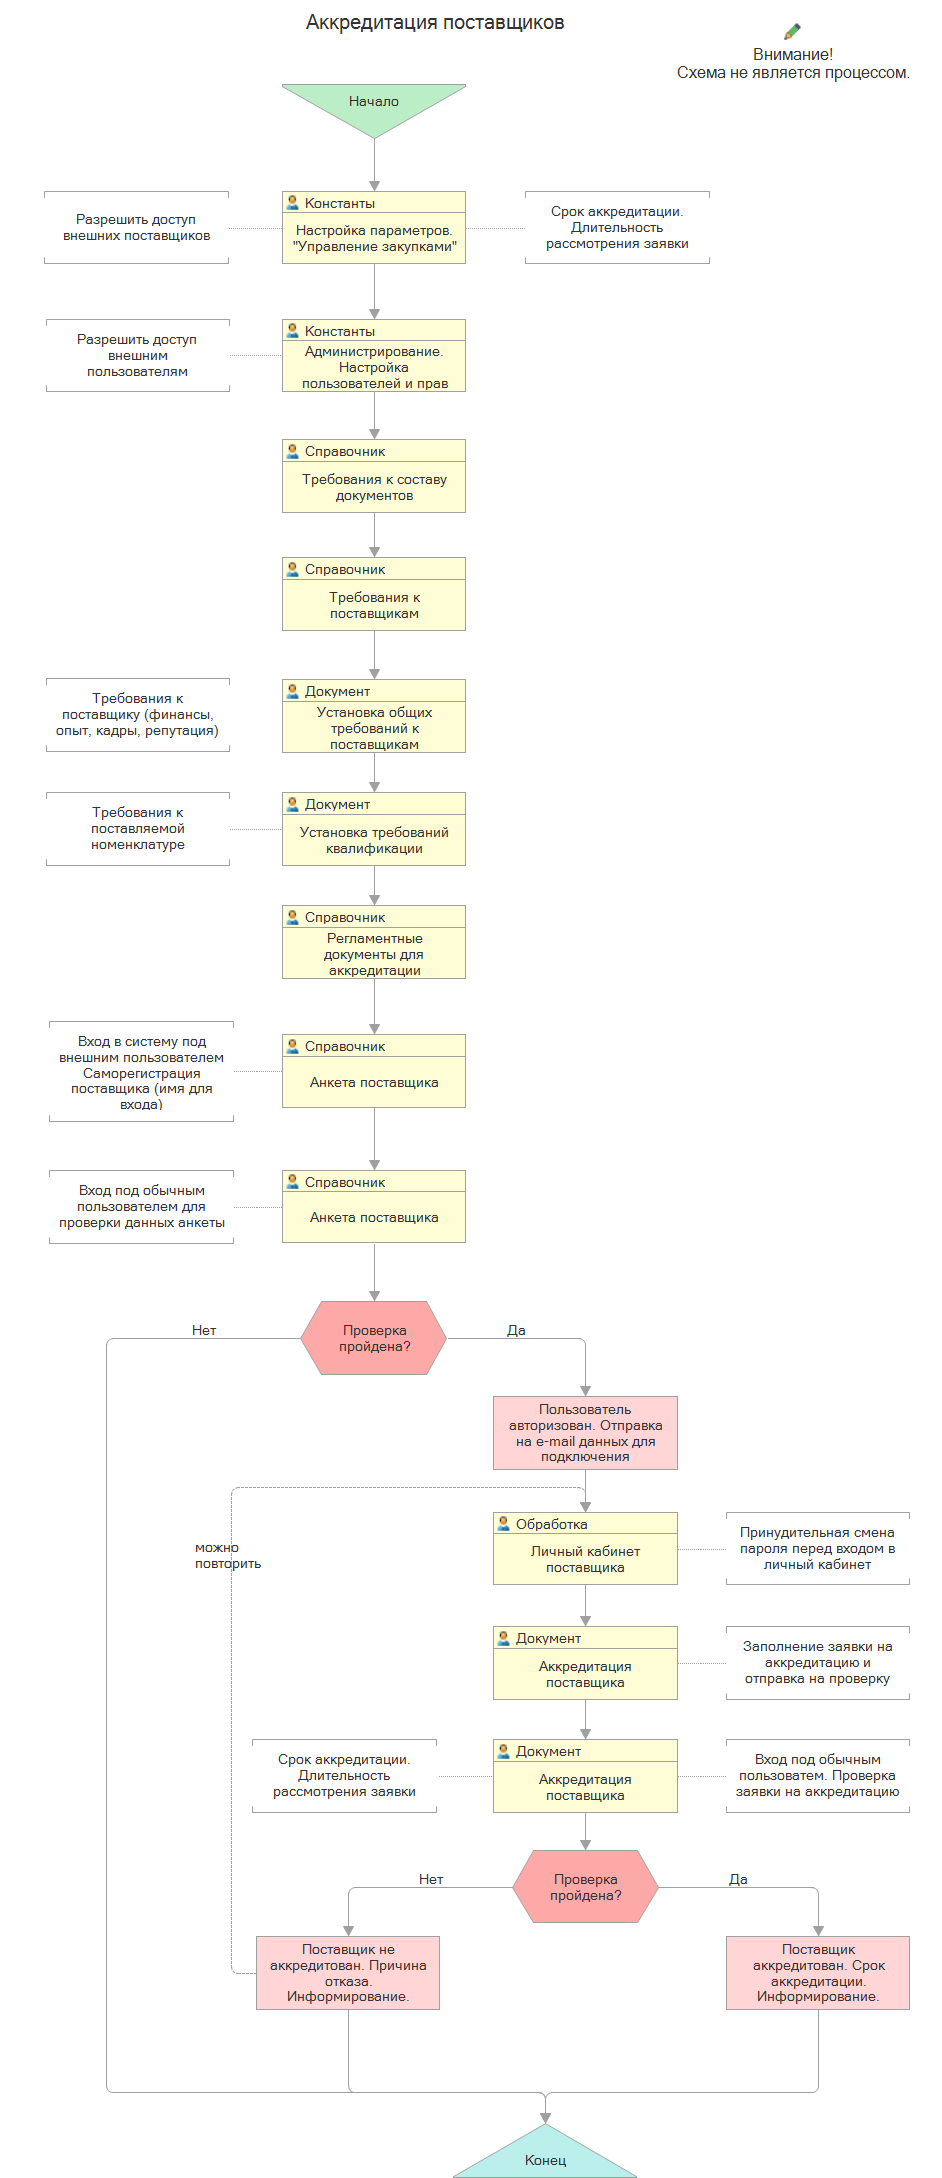 Аккредитация поставщиков
Внимание!
Схема не является процессом.
Начало
Разрешить доступ
внешних поставщиков
Константы
Настройка параметров.
"Управление закупками"
Срок аккредитации.
Длительность
рассмотрения заявки
Разрешить доступ
внешним
пользователям
Константы
Администрирование.
Настройка
пользователей и прав
Справочник
Требования к составу
документов
Справочник
Требования к
поставщикам
Требования к
поставщику (финансы,
опыт, кадры, репутация)
Документ
Установка общих
требований к
поставщикам
Требования к
поставляемой
номенклатуре
Документ
Установка требований
квалификации
Справочник
Регламентные
документы для
аккредитации
Вход в систему под
внешним пользователем
Саморегистрация
поставщика (имя для
входа)
Справочник
Анкета поставщика
Вход под обычным
пользователем для
проверки данных анкеты
Справочник
Анкета поставщика
Нет
Проверка
пройдена?
Да
Пользователь
авторизован. Отправка
на e-mail данных для
подключения
можно
повторить
Обработка
Личный кабинет
поставщика
Принудительная смена
пароля перед входом в
личный кабинет
Документ
Аккредитация
поставщика
Заполнение заявки на
аккредитацию и
отправка на проверку
Срок аккредитации.
Длительность
рассмотрения заявки
Документ
Аккредитация
поставщика
Вход под обычным
пользоватем. Проверка
заявки на аккредитацию
Нет
Проверка
пройдена?
Да
Поставщик не
аккредитован. Причина
отказа.
Информирование.
Поставщик
аккредитован. Срок
аккредитации.
Информирование.
Конец